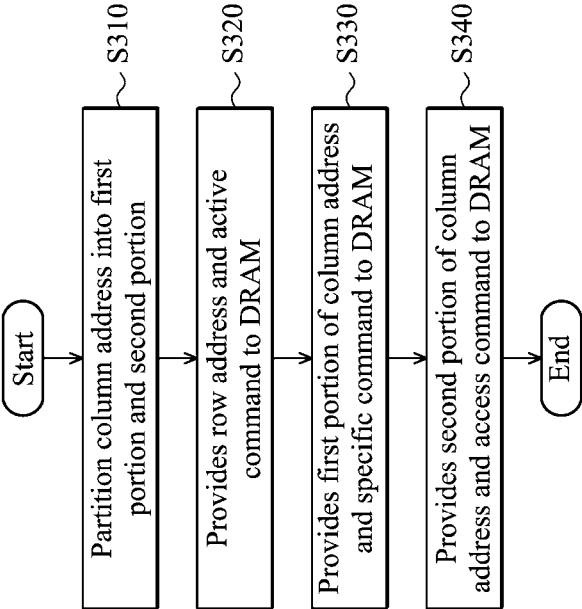 Start
Partition column address into first
portion and second portion
S310
Provides row address and active
command to DRAM
S320
Provides first portion of column address
and specific command to DRAM
S330
Provides second portion of column
address and access command to DRAM
S340
End